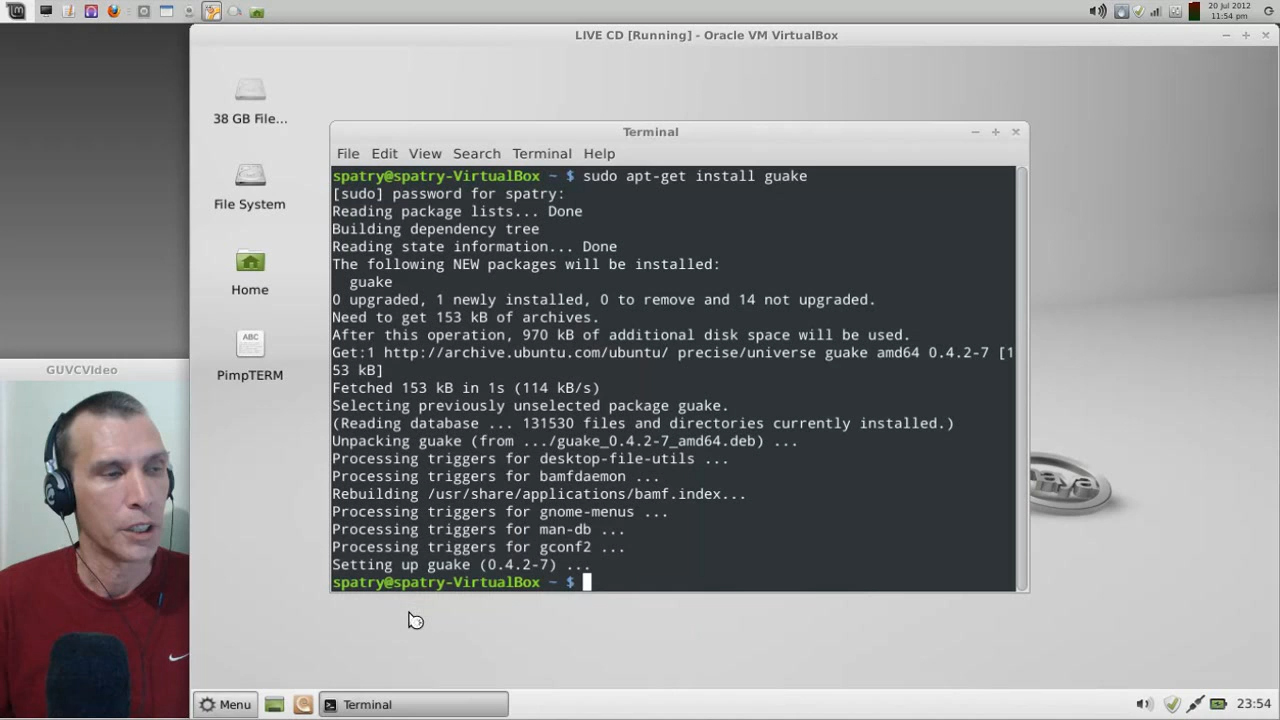 20 Jul 2012
11:54 pm
LIVE CD [Running] - Oracle VM VirtualBox
38 GB File...
File System
Home
ABC
PimpTERM
GUVCVIdeo
Terminal
File Edit View Search Terminal Help
spatry@spatry-VirtualBox ~ $ sudo apt-get install guake
[sudo] password for spatry:
Reading package lists... Done
Building dependency tree
Reading state information... Done
The following NEW packages will be installed:
guake
0 upgraded, 1 newly installed, 0 to remove and 14 not upgraded.
Need to get 153 kB of archives.
After this operation, 970 kB of additional disk space will be used.
Get:1 http://archive.ubuntu.com/ubuntu/ precise/universe guake amd64 0.4.2-7 [1
53 kB]
Fetched 153 kB in 1s (114 kB/s)
Selecting previously unselected package guake.
(Reading database ... 131530 files and directories currently installed.)
Unpacking guake (from .../guake_0.4.2-7_amd64.deb) ...
Processing triggers for desktop-file-utils ...
Processing triggers for bamfdaemon ...
Rebuilding /usr/share/applications/bamf.index...
Processing triggers for gnome-menus ...
Processing triggers for man-db ...
Processing triggers for gconf2 ...
Setting up guake (0.4.2-7) ...
spatry@spatry-VirtualBox ~ $
Menu
Terminal
23:54